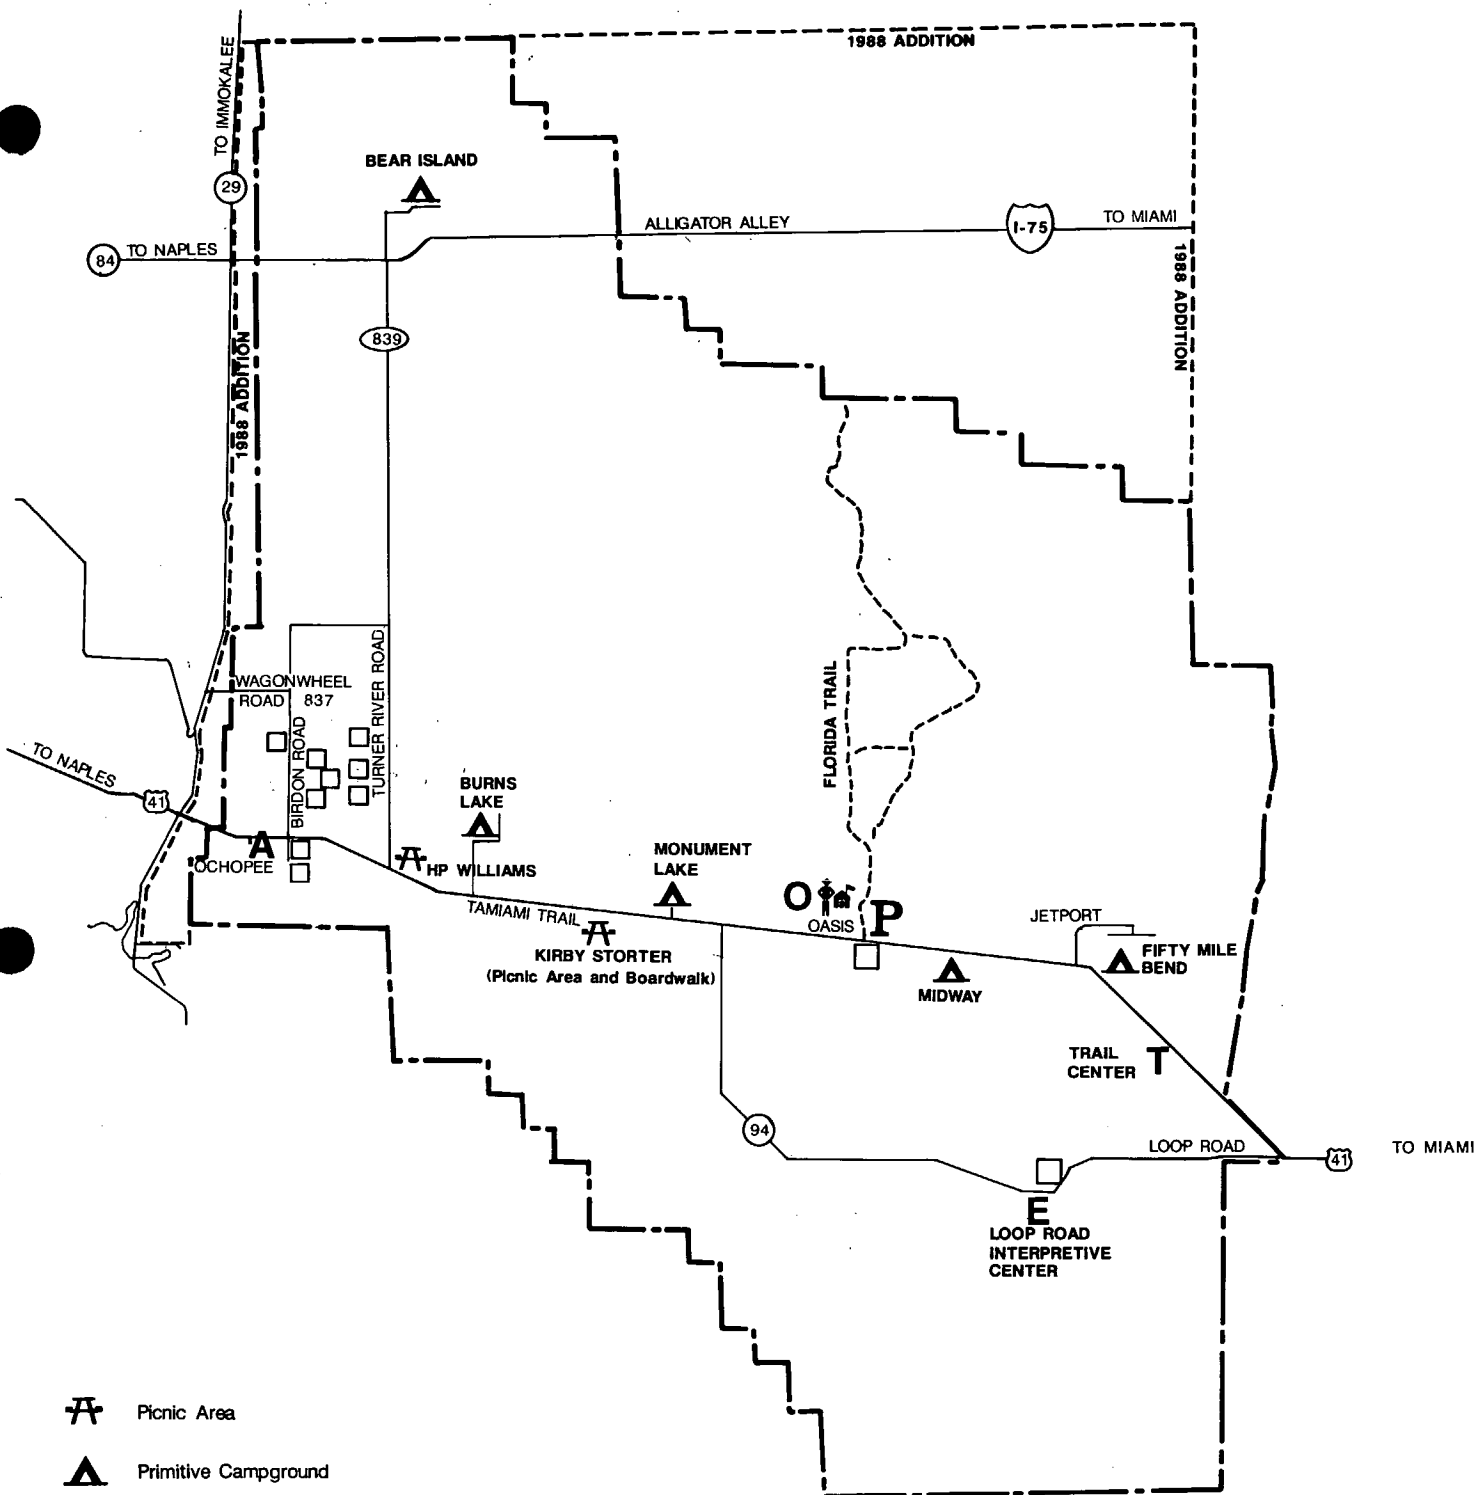 1988 ADDITION
TO IMMOKALEE
29
BEAR ISLAND
84
TO NAPLES
ALLIGATOR ALLEY
I-75
TO MIAMI
1988 ADDITION
839
1988 ADDITION
WAGONWHEEL
ROAD 837
BIRDON ROAD
TURNER RIVER ROAD
FLORIDA TRAIL
TO NAPLES
41
A
OCHOPEE
BURNS
LAKE
HP WILLIAMS
MONUMENT
LAKE
TAMIAMI TRAIL
KIRBY STORTER
(Picnic Area and Boardwalk)
O
OASIS
P
JETPORT
FIFTY MILE
BEND
MIDWAY
TRAIL
CENTER
T
94
LOOP ROAD
41
TO MIAMI
E
LOOP ROAD
INTERPRETIVE
CENTER
Picnic Area
Primitive Campground